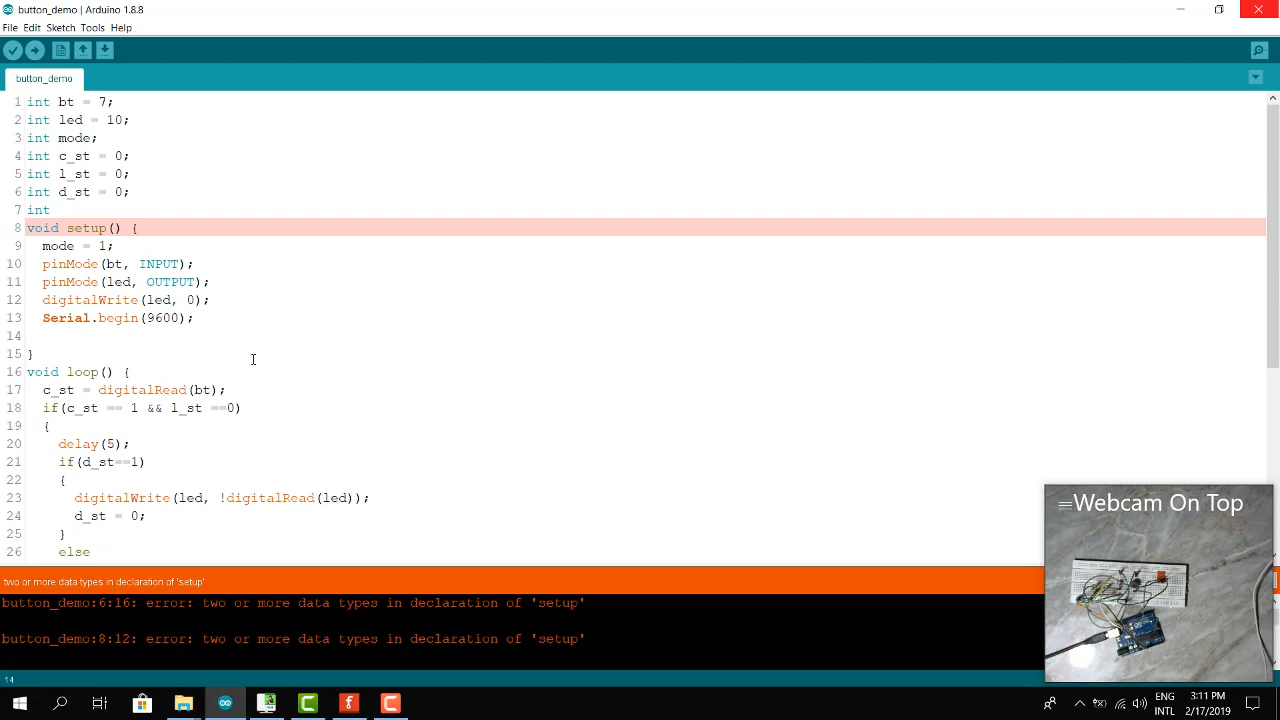 button_demo | Arduino 1.8.8
File Edit Sketch Tools Help
button_demo
1 int bt = 7;
2 int led = 10;
3 int mode;
4 int c_st = 0;
5 int l_st = 0;
6 int d_st = 0;
7 int
8 void setup() {
9 mode = 1;
10 pinMode(bt, INPUT);
11 pinMode(led, OUTPUT);
12 digitalWrite(led, 0);
13 Serial.begin(9600);
14
15 }
16 void loop() {
17 c_st = digitalRead(bt);
18 if(c_st == 1 && l_st ==0)
19 {
20 delay(5);
21 if(d_st==1)
22 {
23 digitalWrite(led, !digitalRead(led));
24 d_st = 0;
25 }
26 else
two or more data types in declaration of 'setup'
button_demo:6:16: error: two or more data types in declaration of 'setup'
button_demo:8:12: error: two or more data types in declaration of 'setup'
14
Webcam On Top
ENG
INTL
3:11 PM
2/17/2019